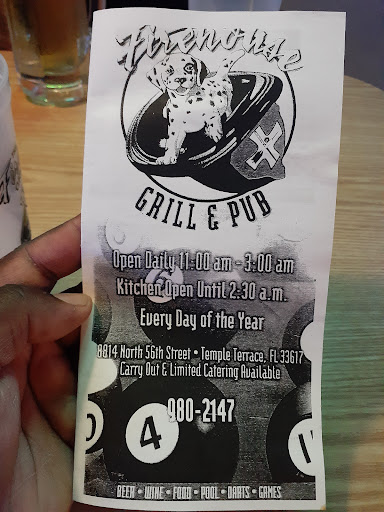 Firehouse
GRILL & PUB
Open Daily 11:00 am - 3:00 am
Kitchen Open Until 2:30 a.m.
Every Day of the Year
8814 North 56th Street • Temple Terrace, FL 33617
Carry Out & Limited Catering Available
980-2147
4
BEER • WINE • FOOD • POOL • DARTS • GAMES